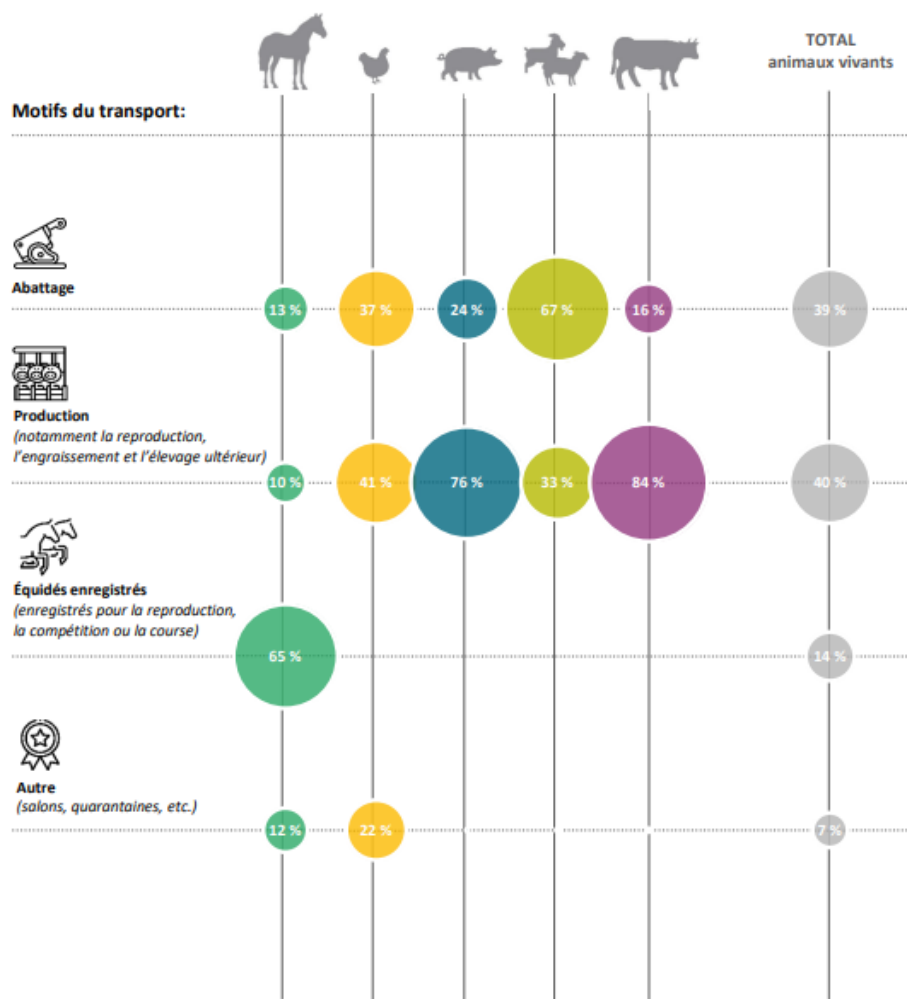 TOTAL
animaux vivants
Motifs du transport:
Abattage
13 %
37 %
24 %
67 %
16 %
39 %
Production
(notamment la reproduction,
l'engraissement et l'élevage ultérieur)
10 %
41 %
76 %
33 %
84 %
40 %
Équidés enregistrés
(enregistrés pour la reproduction,
la compétition ou la course)
65 %
14 %
Autre
(salons, quarantaines, etc.)
12 %
22 %
7 %